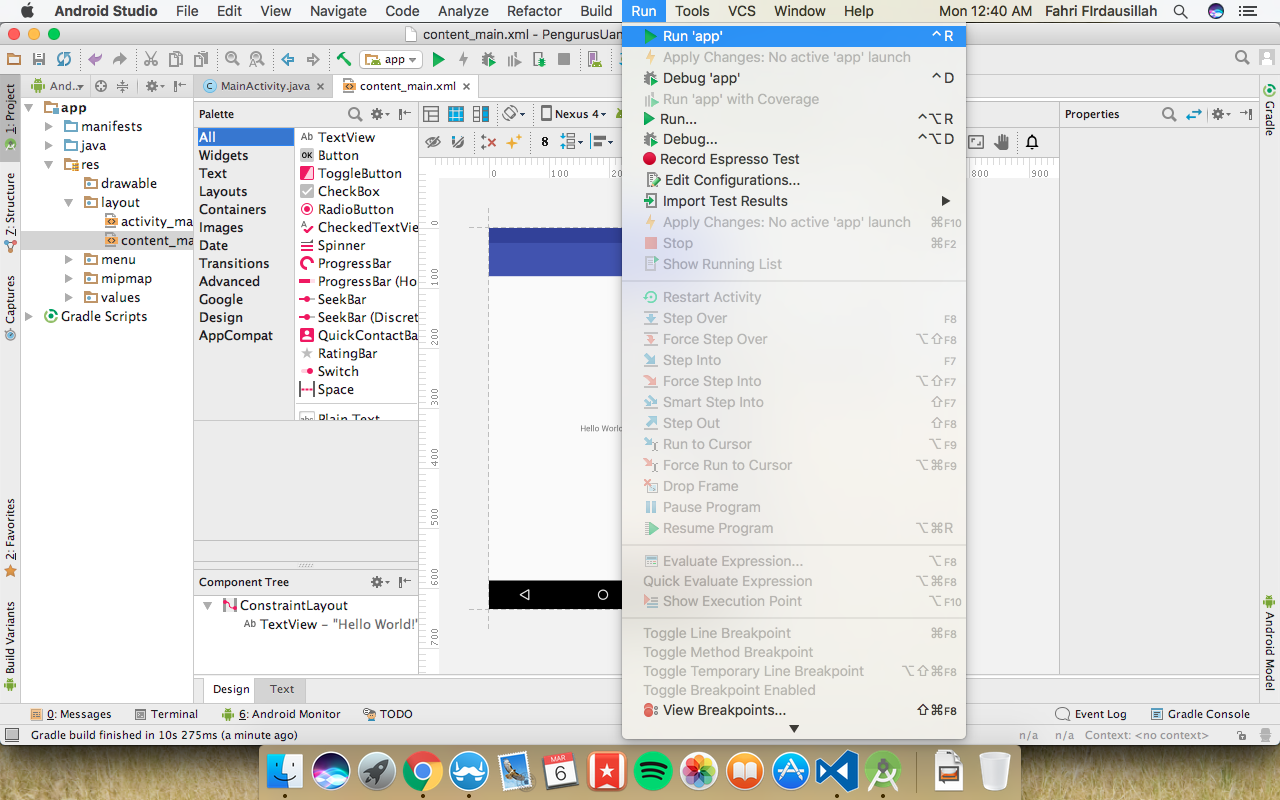 Android Studio File Edit View Navigate Code Analyze Refactor Build Run Tools VCS Window Help Mon 12:40 AM Fahri FIrdausillah
content_main.xml - PengurusUan
app
And..
MainActivity.java
content_main.xml
1: Project
Z: Structure
Captures
2: Favorites
Build Variants
app
manifests
java
res
drawable
layout
activity_ma
content_ma
menu
mipmap
values
Gradle Scripts
Palette
All
Widgets
Text
Layouts
Containers
Images
Date
Transitions
Advanced
Google
Design
AppCompat
Ab TextView
OK Button
ToggleButton
CheckBox
RadioButton
CheckedTextVie
Spinner
ProgressBar
ProgressBar (Ho
SeekBar
SeekBar (Discret
QuickContactBa
RatingBar
Switch
Space
abc Plain Text
Component Tree
ConstraintLayout
Ab TextView – "Hello World!"
Nexus 4
8
0 100 20
800 900
0
100
200
300
400
500
600
700
Hello World
Run 'app' ⌃R
Apply Changes: No active 'app' launch
Debug 'app' ⌃D
Run 'app' with Coverage
Run... ⌃⌥R
Debug... ⌃⌥D
Record Espresso Test
Edit Configurations...
Import Test Results
Apply Changes: No active 'app' launch ⌘F10
Stop ⌘F2
Show Running List
Restart Activity
Step Over F8
Force Step Over ⌥⇧F8
Step Into F7
Force Step Into ⌥⇧F7
Smart Step Into ⇧F7
Step Out ⇧F8
Run to Cursor ⌥F9
Force Run to Cursor ⌥⌘F9
Drop Frame
Pause Program
Resume Program ⌥⌘R
Evaluate Expression... ⌥F8
Quick Evaluate Expression ⌥⌘F8
Show Execution Point ⌥F10
Toggle Line Breakpoint ⌘F8
Toggle Method Breakpoint
Toggle Temporary Line Breakpoint ⌥⇧⌘F8
Toggle Breakpoint Enabled
View Breakpoints... ⇧⌘F8
Properties
Gradle
Android Model
Design Text
0: Messages Terminal 6: Android Monitor TODO Event Log Gradle Console
Gradle build finished in 10s 275ms (a minute ago) n/a n/a Context: <no context>
MAR
6